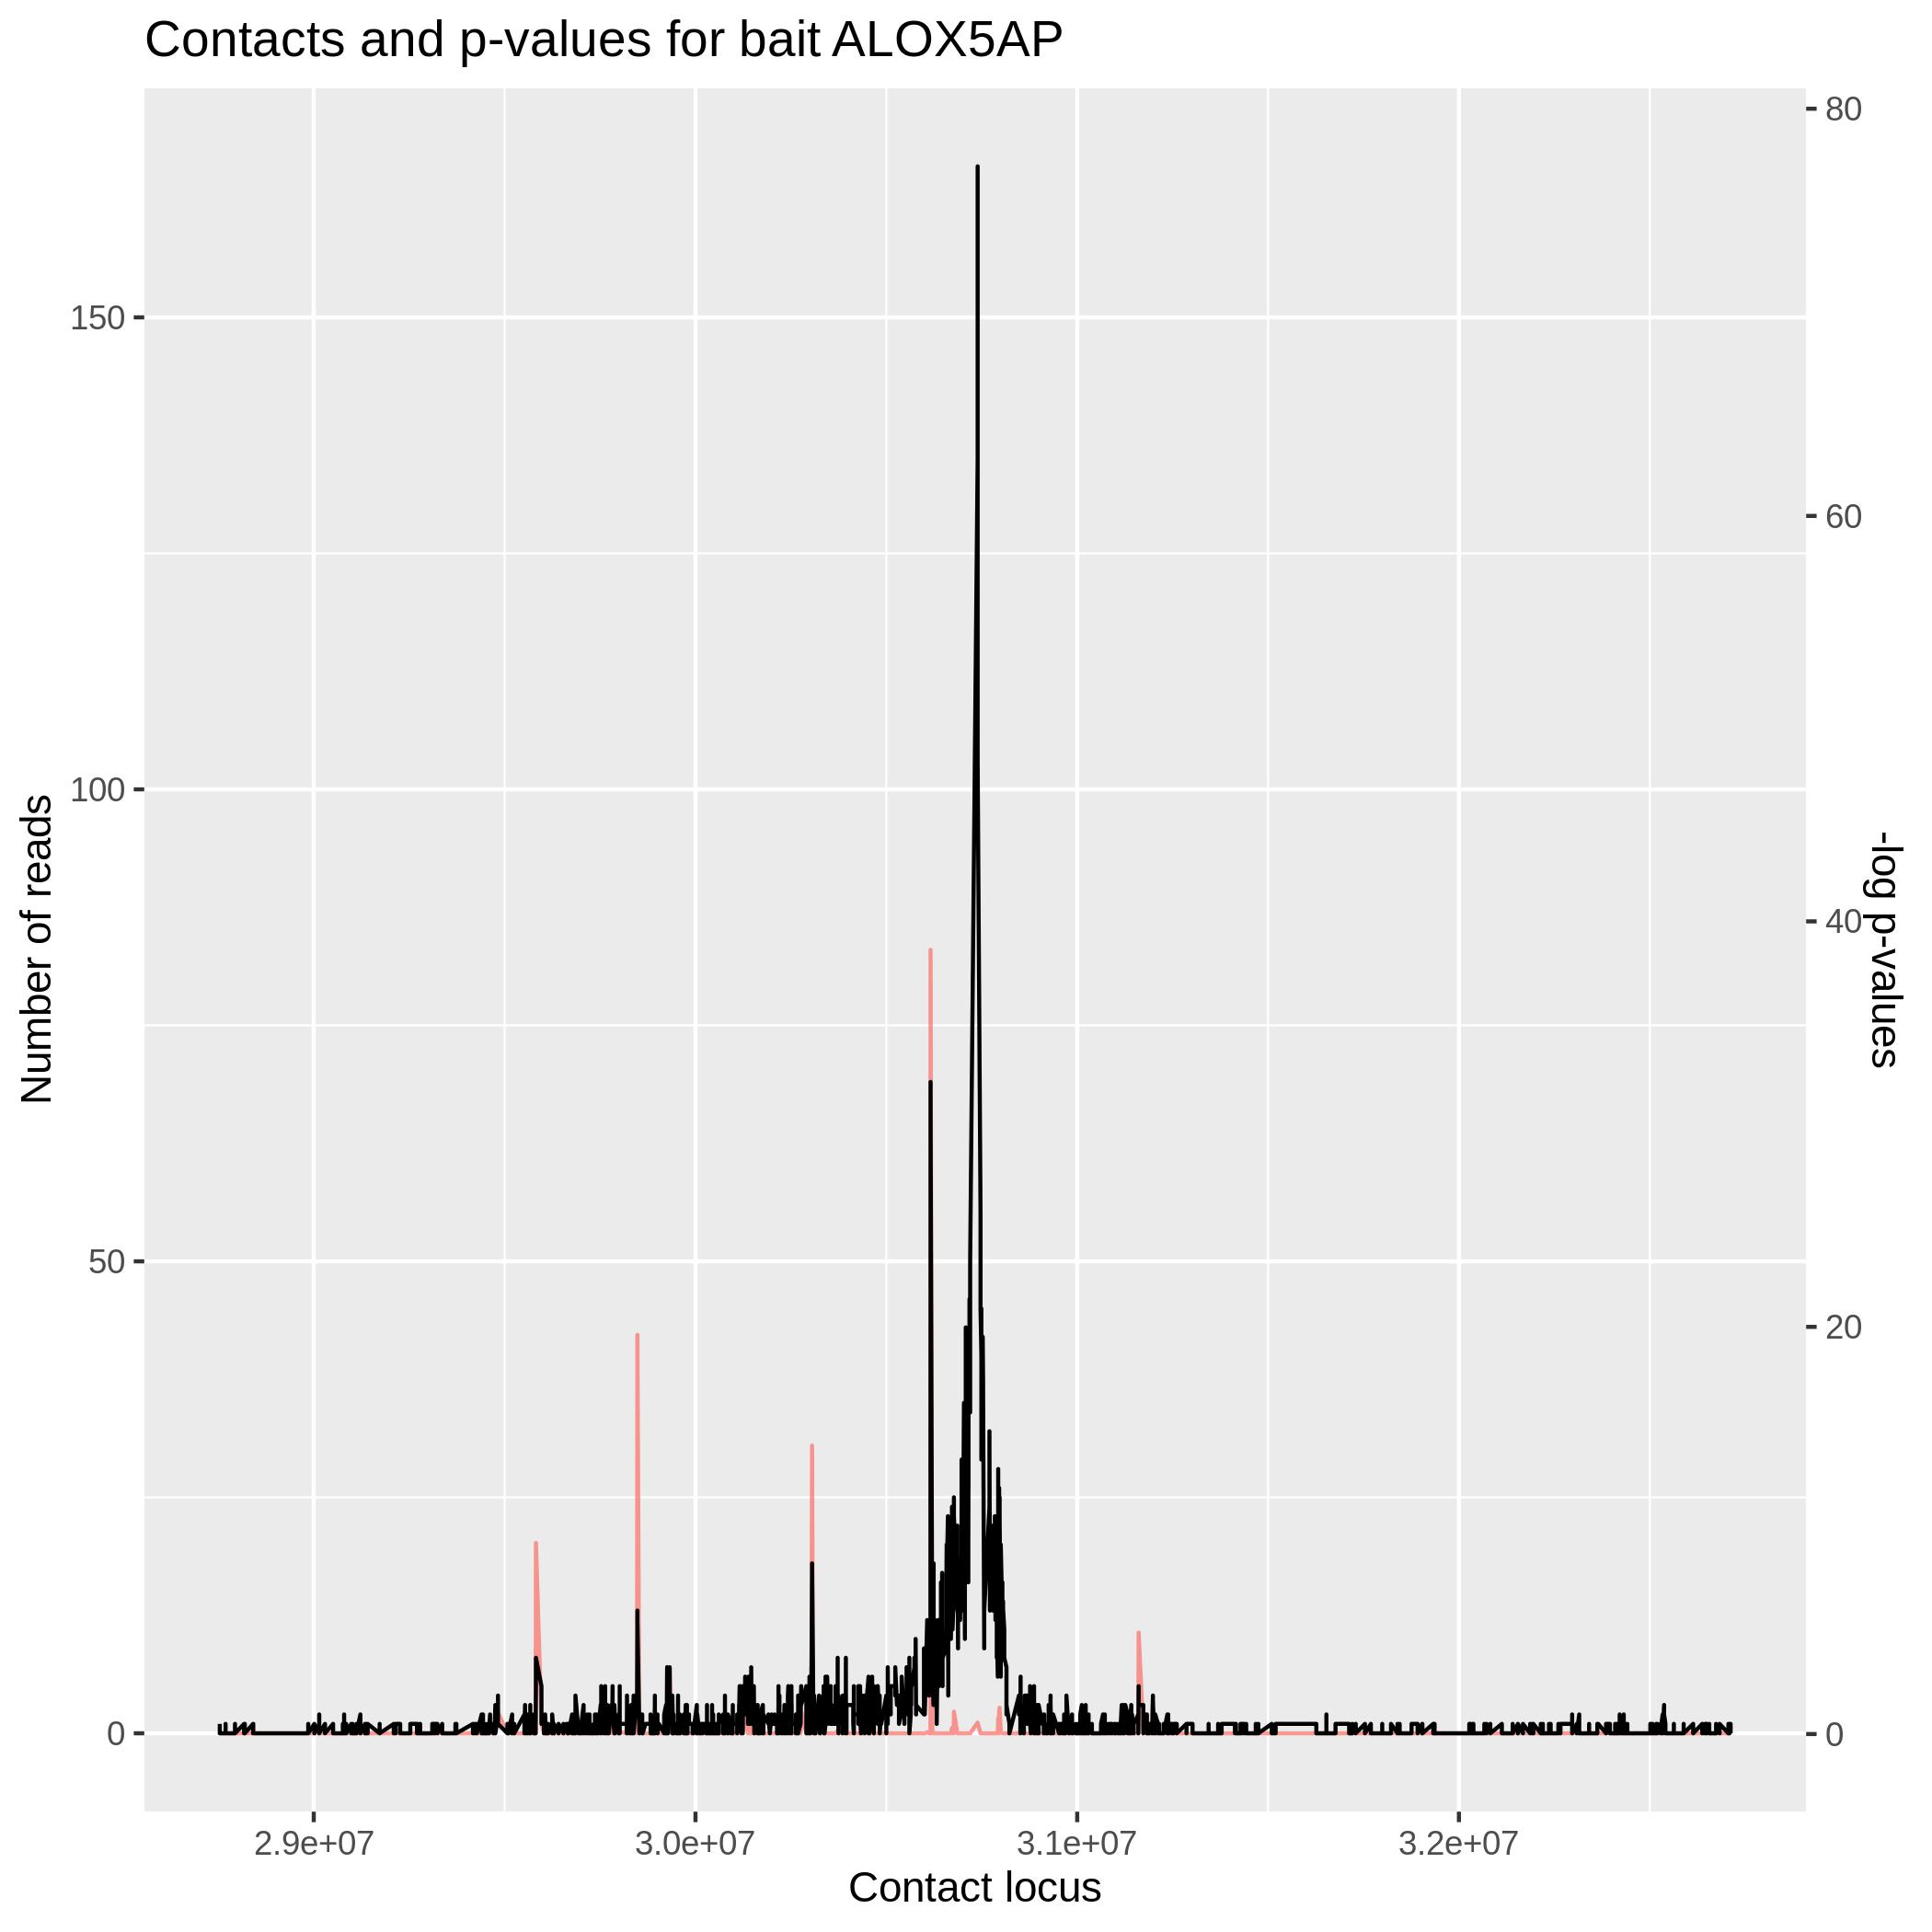 Contacts and p-values for bait ALOX5AP
Number of reads
150
100
50
0
80
60
40
20
0
-log p-values
2.9e+07
3.0e+07
3.1e+07
3.2e+07
Contact locus